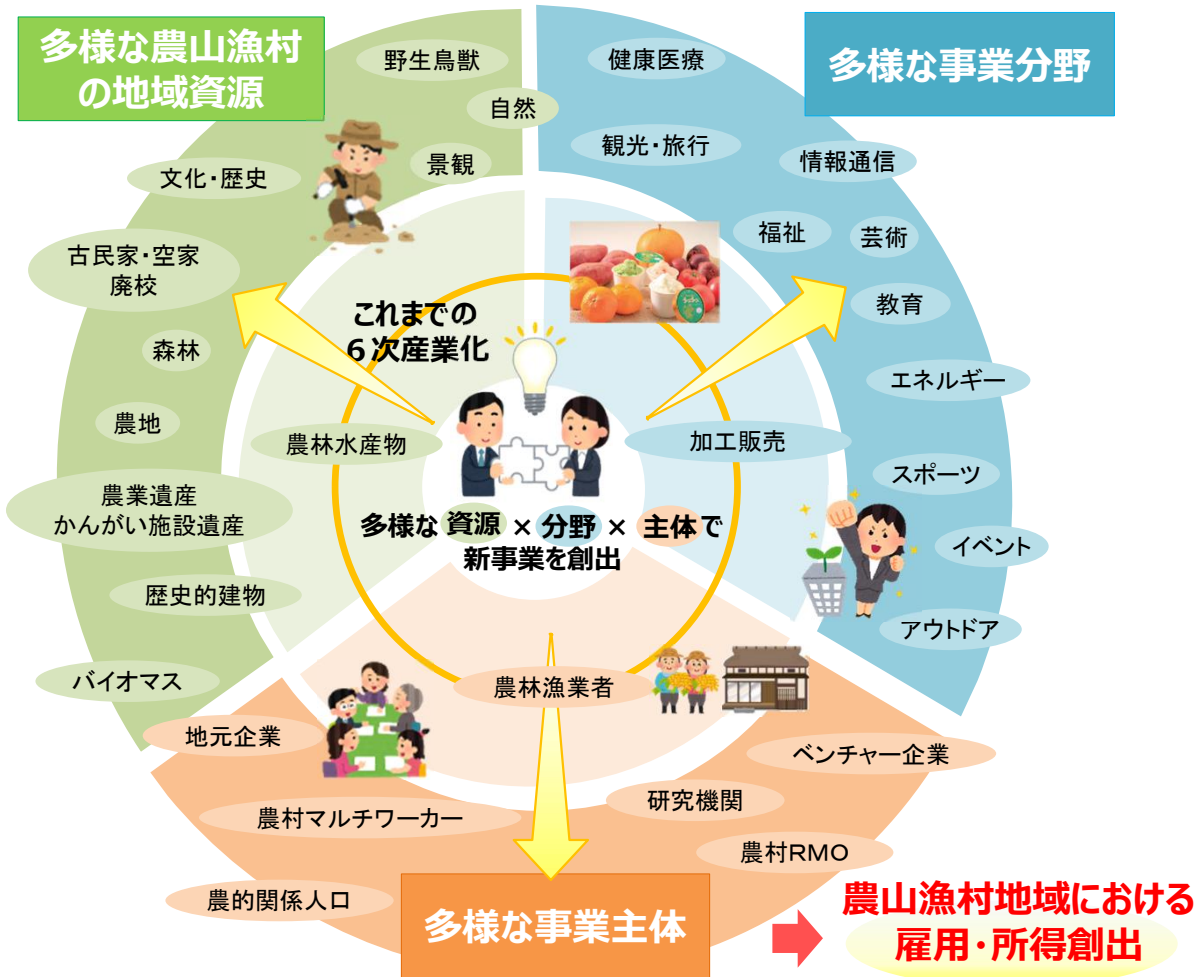 多様な農山漁村
の地域資源
野生鳥獣
自然
景観
文化・歴史
古民家・空家
廃校
森林
農地
農業遺産
かんがい施設遺産
歴史的建物
バイオマス
多様な事業分野
健康医療
観光・旅行
情報通信
福祉
芸術
教育
エネルギー
スポーツ
イベント
アウトドア
これまでの
６次産業化
農林水産物
加工販売
多様な 資源 × 分野 × 主体で
新事業を創出
農林漁業者
地元企業
ベンチャー企業
研究機関
農村マルチワーカー
農村RMO
農的関係人口
多様な事業主体
農山漁村地域における
雇用・所得創出